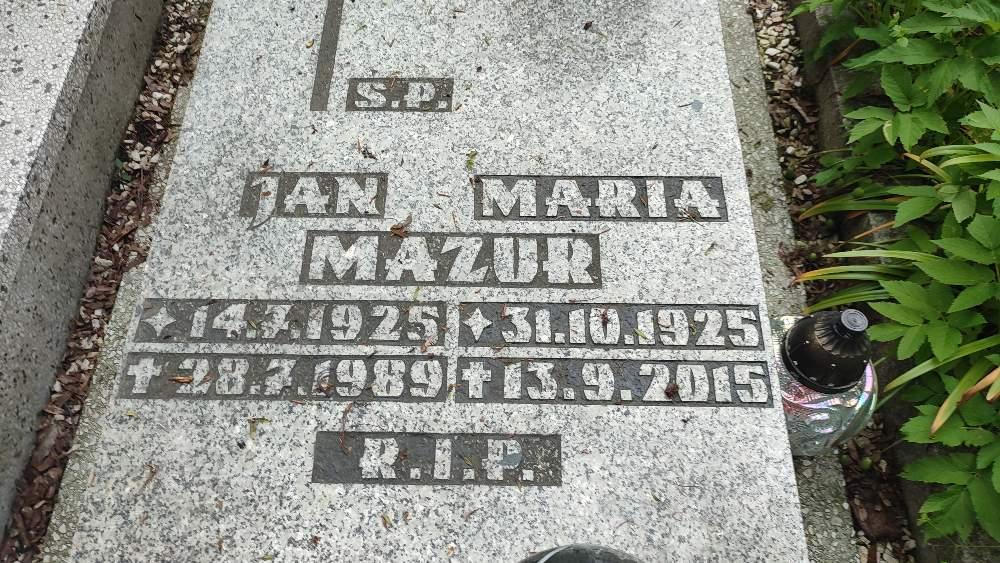 S.P.
JAN MARIA
MAZUR
14.7.1925 31.10.1925
28.7.1989 13.9.2015
R.I.P.